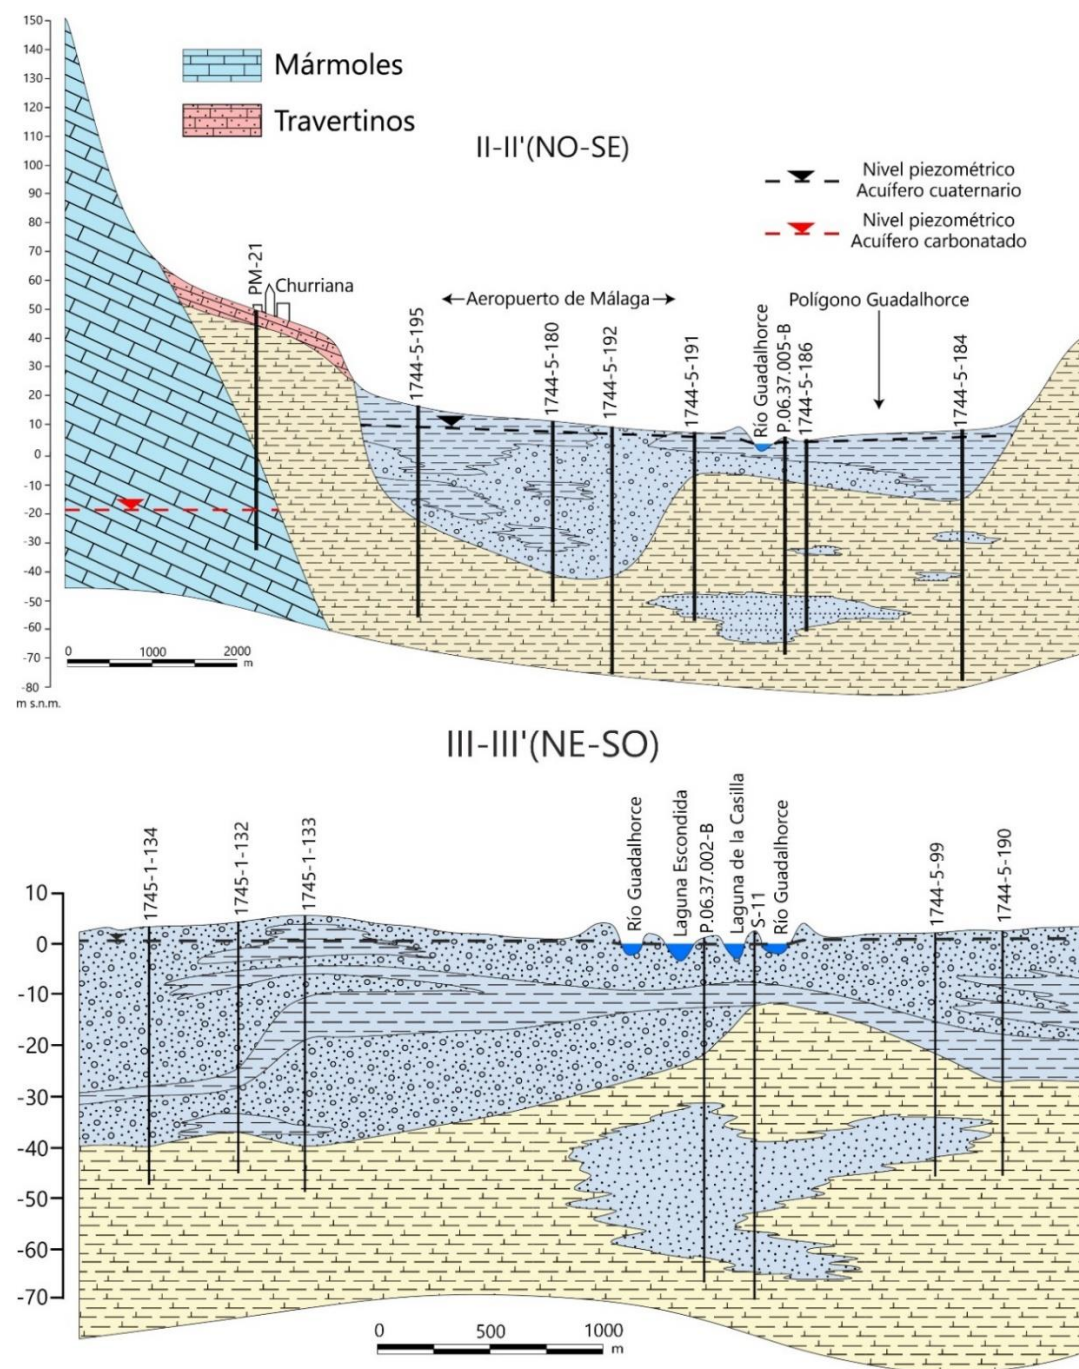 150
140
130
120
110
100
90
80
70
60
50
40
30
20
10
0
-10
-20
-30
-40
-50
-60
-70
-80
m s.n.m.
Mármoles
Travertinos
II-II'(NO-SE)
Nivel piezométrico
Acuífero cuaternario
Nivel piezométrico
Acuífero carbonatado
PM-21
Churriana
Aeropuerto de Málaga
Polígono Guadalhorce
1744-5-195
1744-5-180
1744-5-192
1744-5-191
Río Guadalhorce
P.06.37.005-B
1744-5-186
1744-5-184
0 1000 2000
m
III-III'(NE-SO)
1745-1-134
1745-1-132
1745-1-133
Río Guadalhorce
Laguna Escondida
P.06.37.002-B
Laguna de la Casilla
S-11
Río Guadalhorce
1744-5-99
1744-5-190
10
0
-10
-20
-30
-40
-50
-60
-70
0 500 1000
m